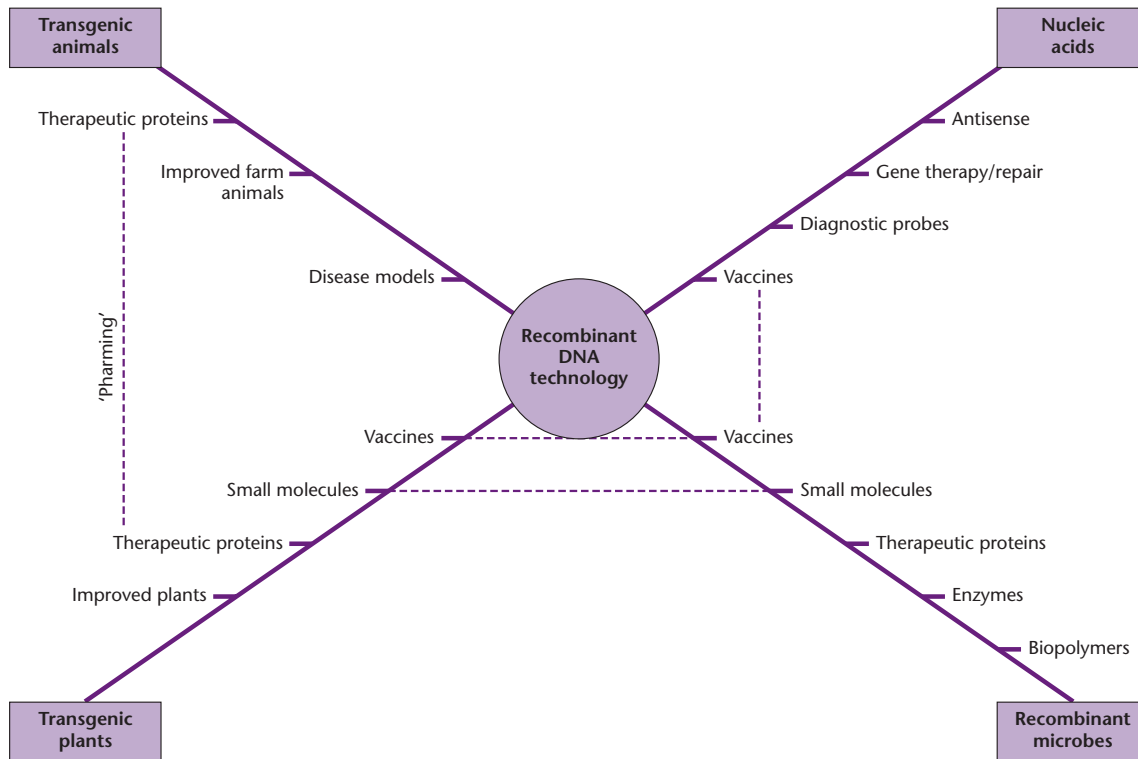 Transgenic
animals
Nucleic
acids
Therapeutic proteins
Antisense
Improved farm
animals
Gene therapy/repair
Diagnostic probes
Disease models
Vaccines
'Pharming'
Recombinant
DNA
technology
Vaccines
Vaccines
Small molecules
Small molecules
Therapeutic proteins
Therapeutic proteins
Improved plants
Enzymes
Biopolymers
Transgenic
plants
Recombinant
microbes